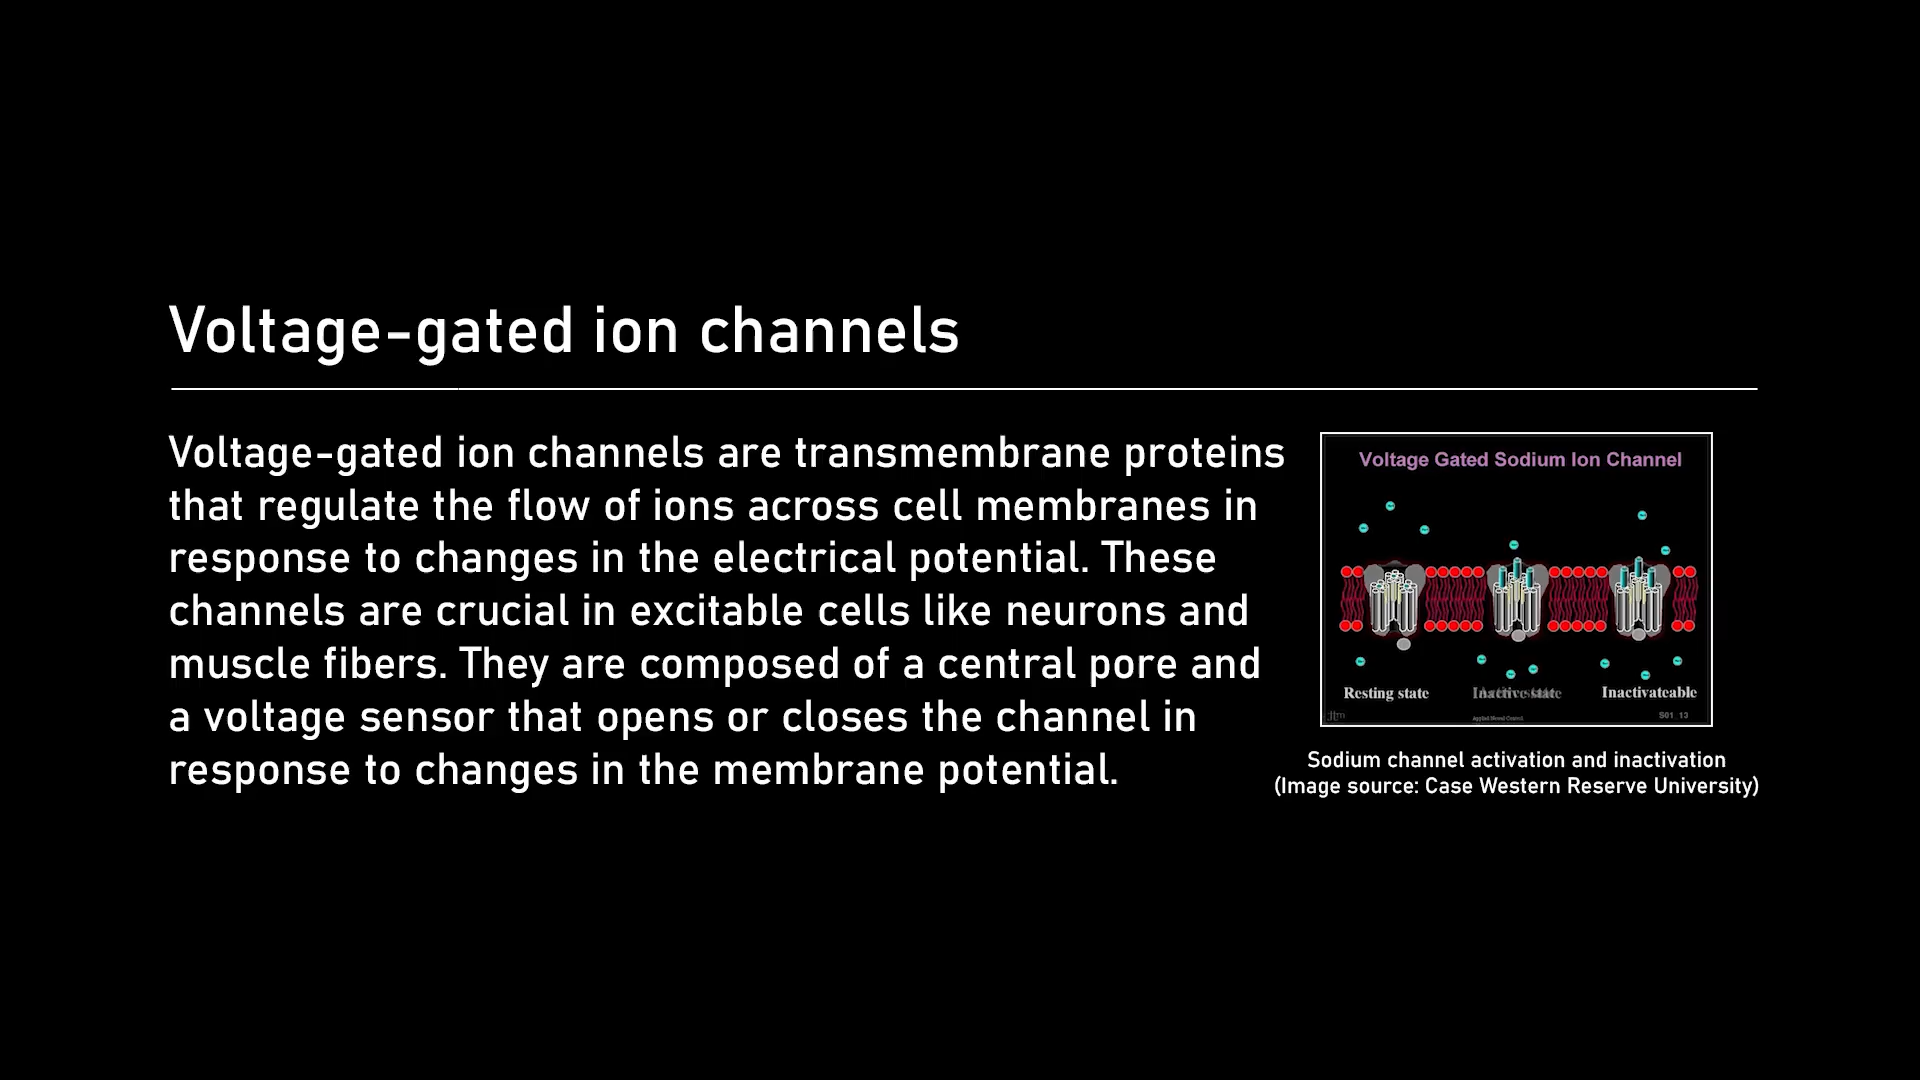 Voltage-gated ion channels
Voltage-gated ion channels are transmembrane proteins
that regulate the flow of ions across cell membranes in
response to changes in the electrical potential. These
channels are crucial in excitable cells like neurons and
muscle fibers. They are composed of a central pore and
a voltage sensor that opens or closes the channel in
response to changes in the membrane potential.
Voltage Gated Sodium Ion Channel
Resting state
Inactivateable
S01_13
Sodium channel activation and inactivation
(Image source: Case Western Reserve University)